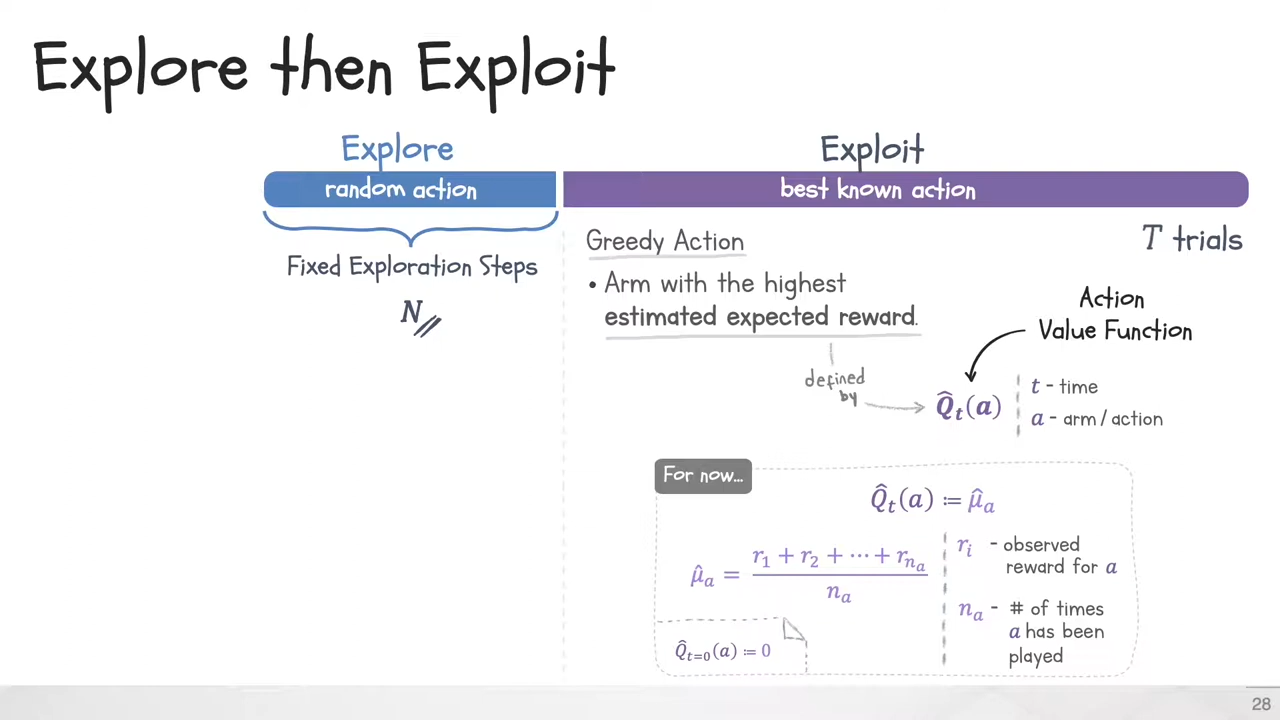 Explore then Exploit
Explore
Exploit
random action
best known action
Fixed Exploration Steps
N
Greedy Action
T trials
• Arm with the highest
estimated expected reward.
Action
Value Function
defined
by
Q̂ₜ(a)
t - time
a - arm / action
For now...
Q̂ₜ(a) ≔ μ̂ₐ
μ̂ₐ = (r₁ + r₂ + ⋯ + r_{nₐ}) / nₐ
rᵢ - observed
reward for a
nₐ - # of times
a has been
played
Q̂ₜ₌₀(a) ≔ 0
28